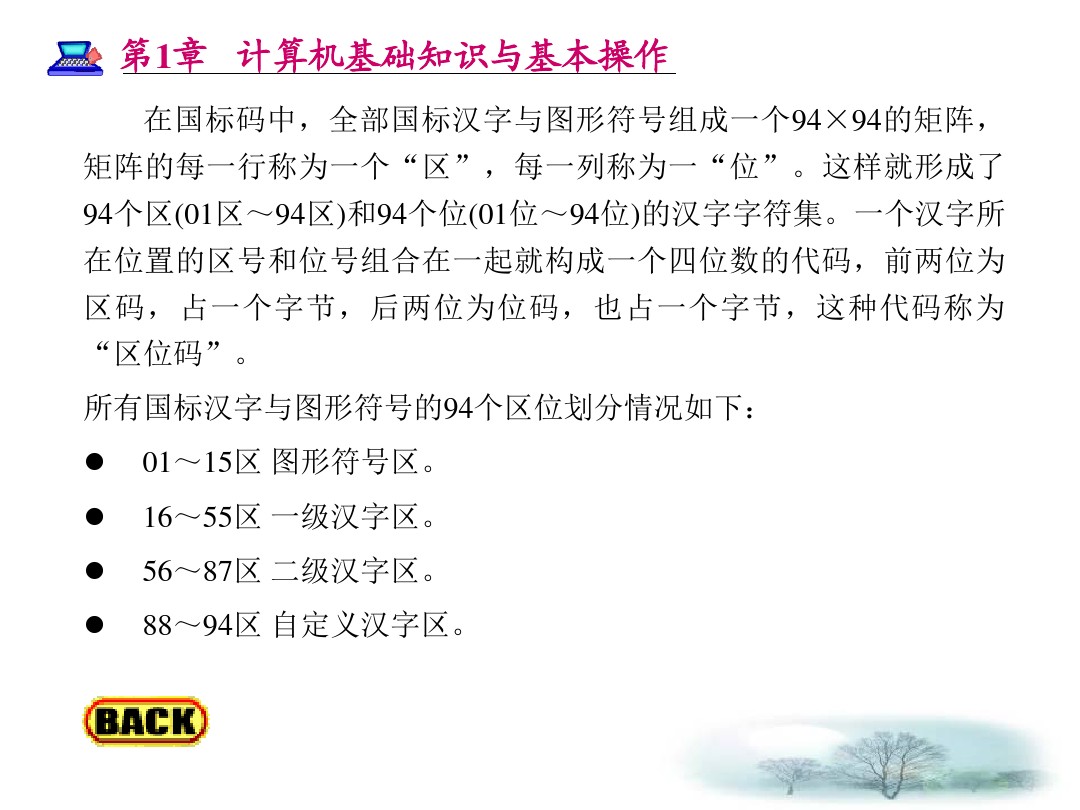 第1章 计算机基础知识与基本操作
在国标码中，全部国标汉字与图形符号组成一个94×94的矩阵，
矩阵的每一行称为一个“区”，每一列称为一“位”。这样就形成了
94个区(01区～94区)和94个位(01位～94位)的汉字字符集。一个汉字所
在位置的区号和位号组合在一起就构成一个四位数的代码，前两位为
区码，占一个字节，后两位为位码，也占一个字节，这种代码称为
“区位码”。
所有国标汉字与图形符号的94个区位划分情况如下：
● 01～15区 图形符号区。
● 16～55区 一级汉字区。
● 56～87区 二级汉字区。
● 88～94区 自定义汉字区。
BACK